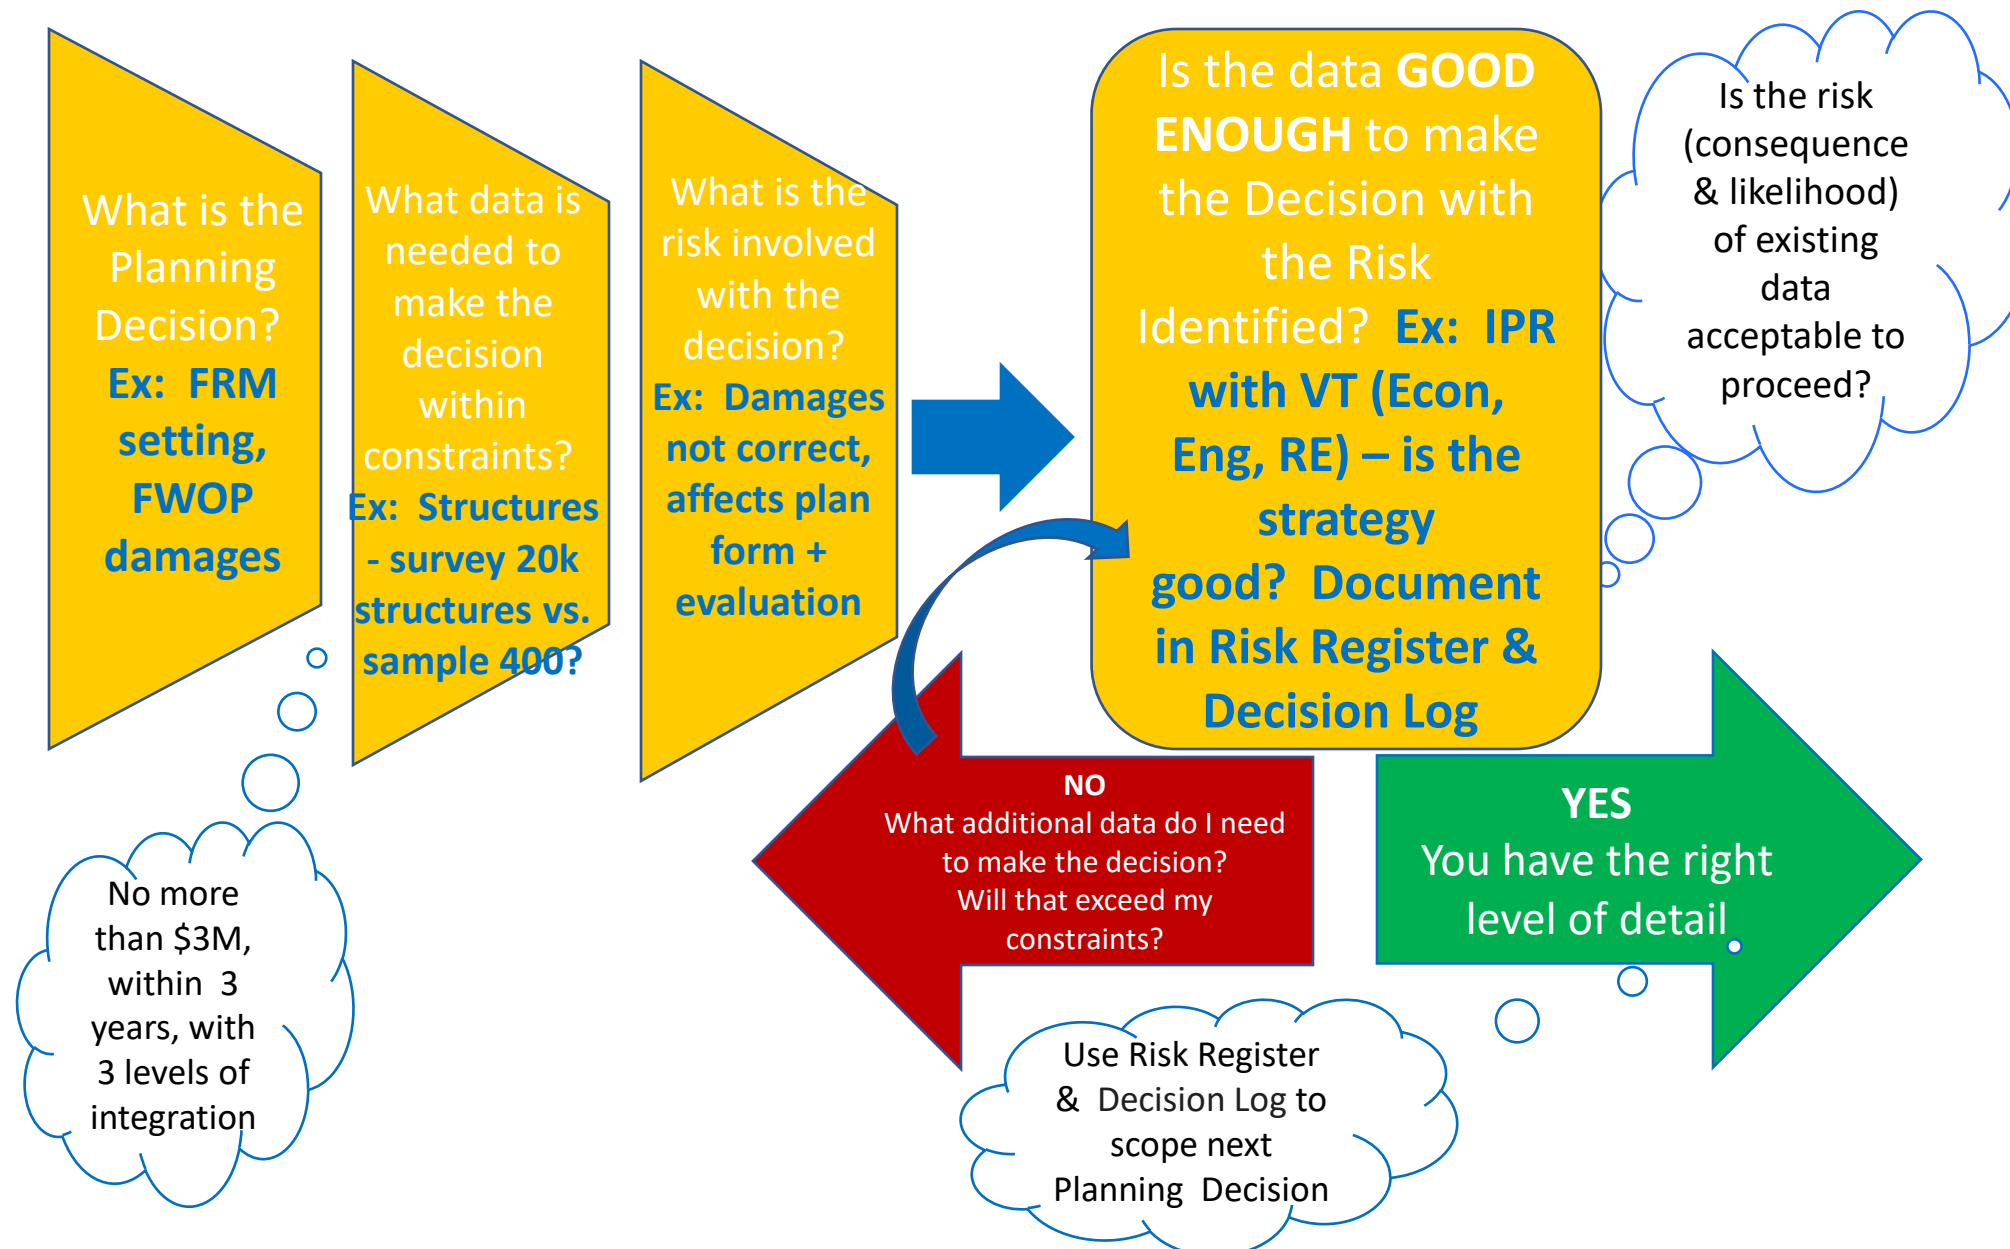 What is the
Planning
Decision?
Ex: FRM
setting,
FWOP
damages
What data is
needed to
make the
decision
within
constraints?
Ex: Structures
- survey 20k
structures vs.
sample 400?
What is the
risk involved
with the
decision?
Ex: Damages
not correct,
affects plan
form +
evaluation
Is the data GOOD
ENOUGH to make
the Decision with
the Risk
Identified? Ex: IPR
with VT (Econ,
Eng, RE) – is the
strategy
good? Document
in Risk Register &
Decision Log
Is the risk
(consequence
& likelihood)
of existing
data
acceptable to
proceed?
NO
What additional data do I need
to make the decision?
Will that exceed my
constraints?
YES
You have the right
level of detail
No more
than $3M,
within 3
years, with
3 levels of
integration
Use Risk Register
& Decision Log to
scope next
Planning Decision